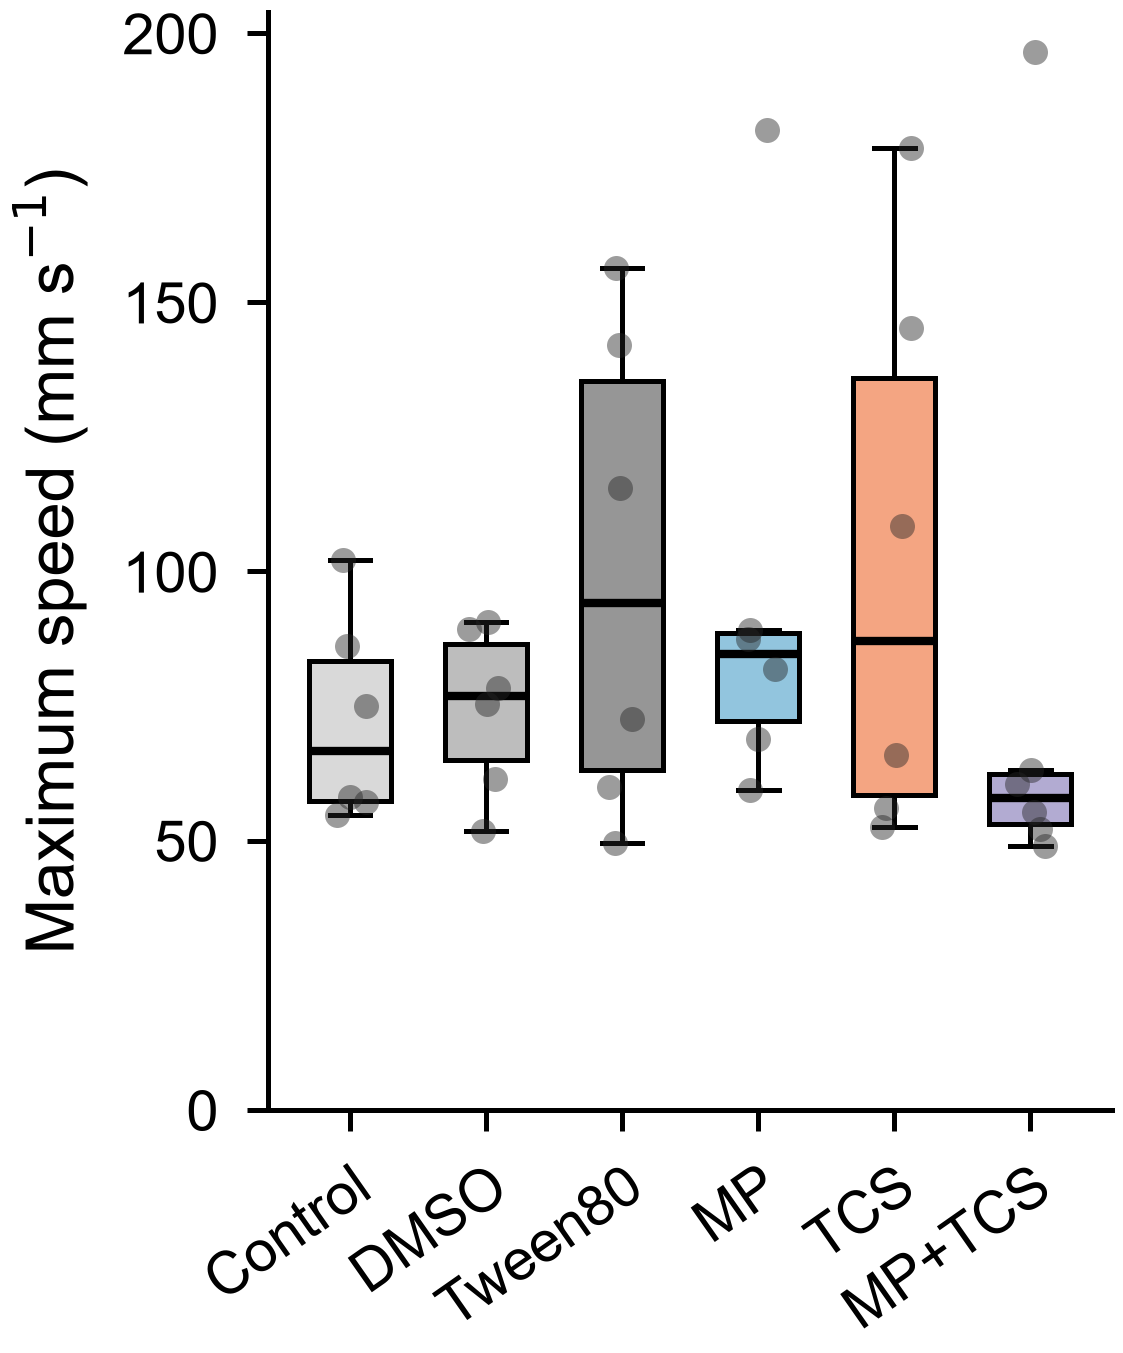 Maximum speed (mm s⁻¹)
200
150
100
50
0
Control
DMSO
Tween80
MP
TCS
MP+TCS